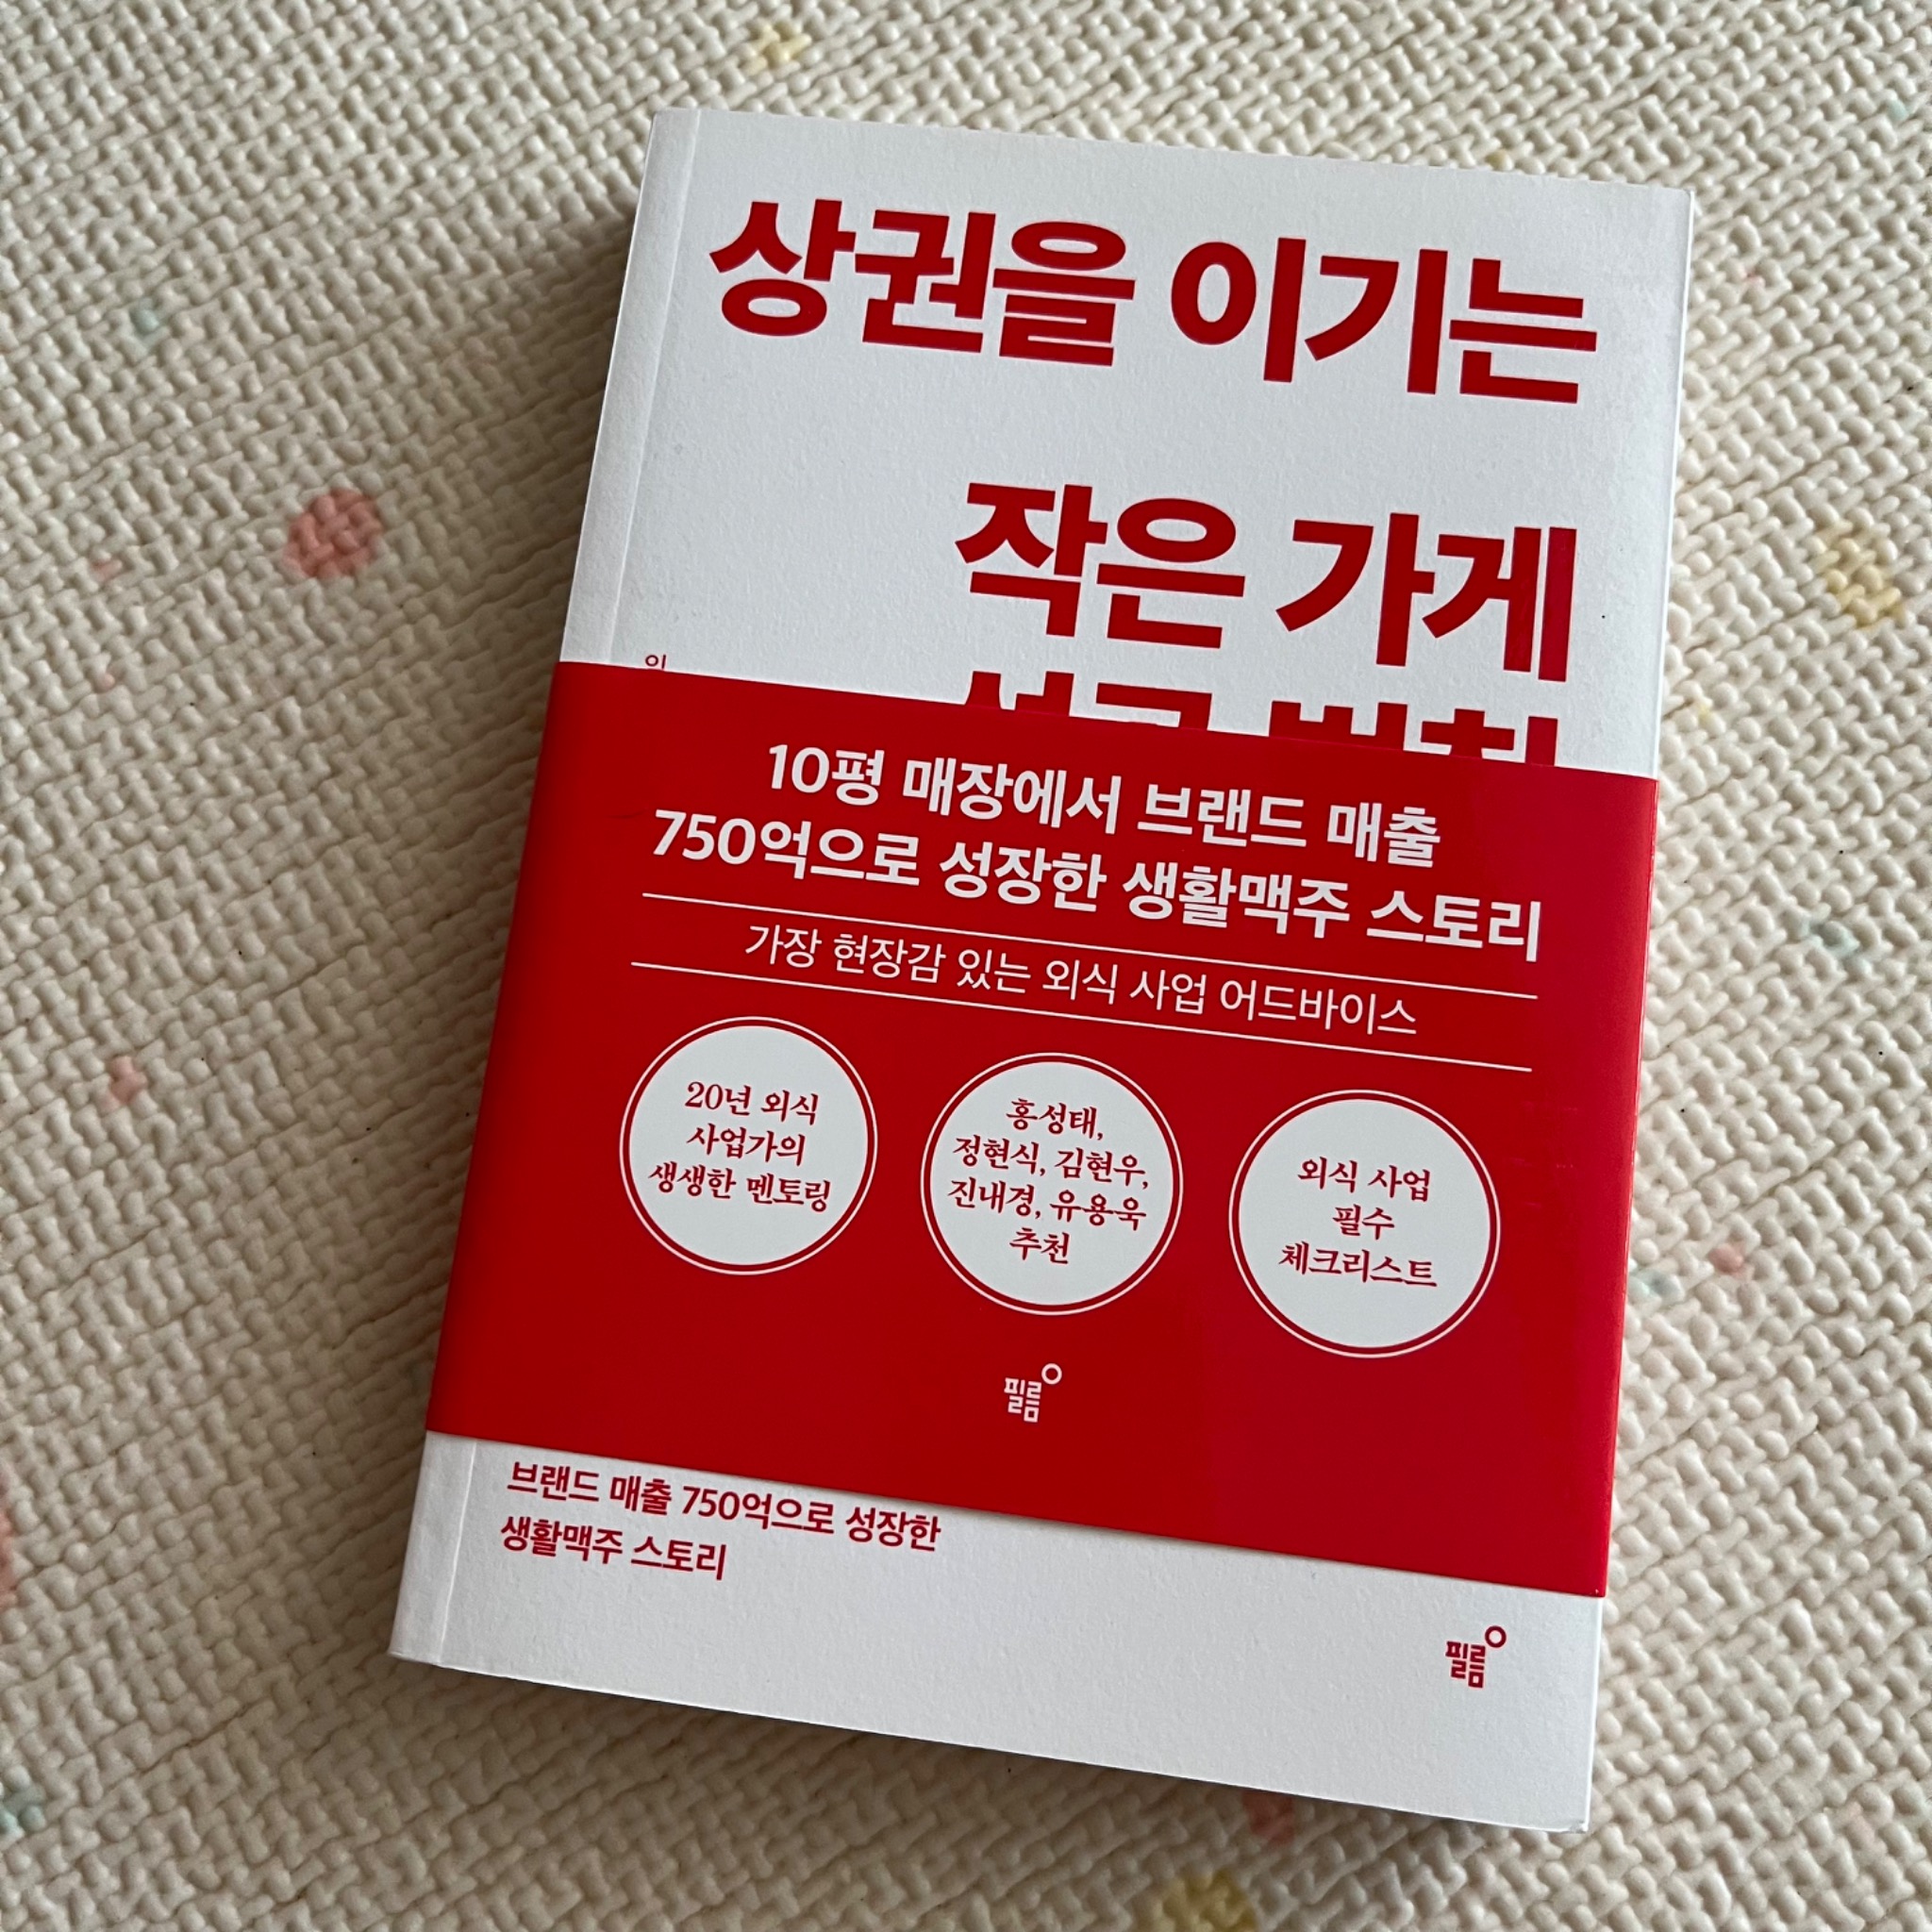 상권을 이기는
작은 가게
10평 매장에서 브랜드 매출
750억으로 성장한 생활맥주 스토리
가장 현장감 있는 외식 사업 어드바이스
20년 외식
사업가의
생생한 멘토링
홍성태,
정현식, 김현우,
진내경, 유용욱
추천
외식 사업
필수
체크리스트
필름
브랜드 매출 750억으로 성장한
생활맥주 스토리
필름